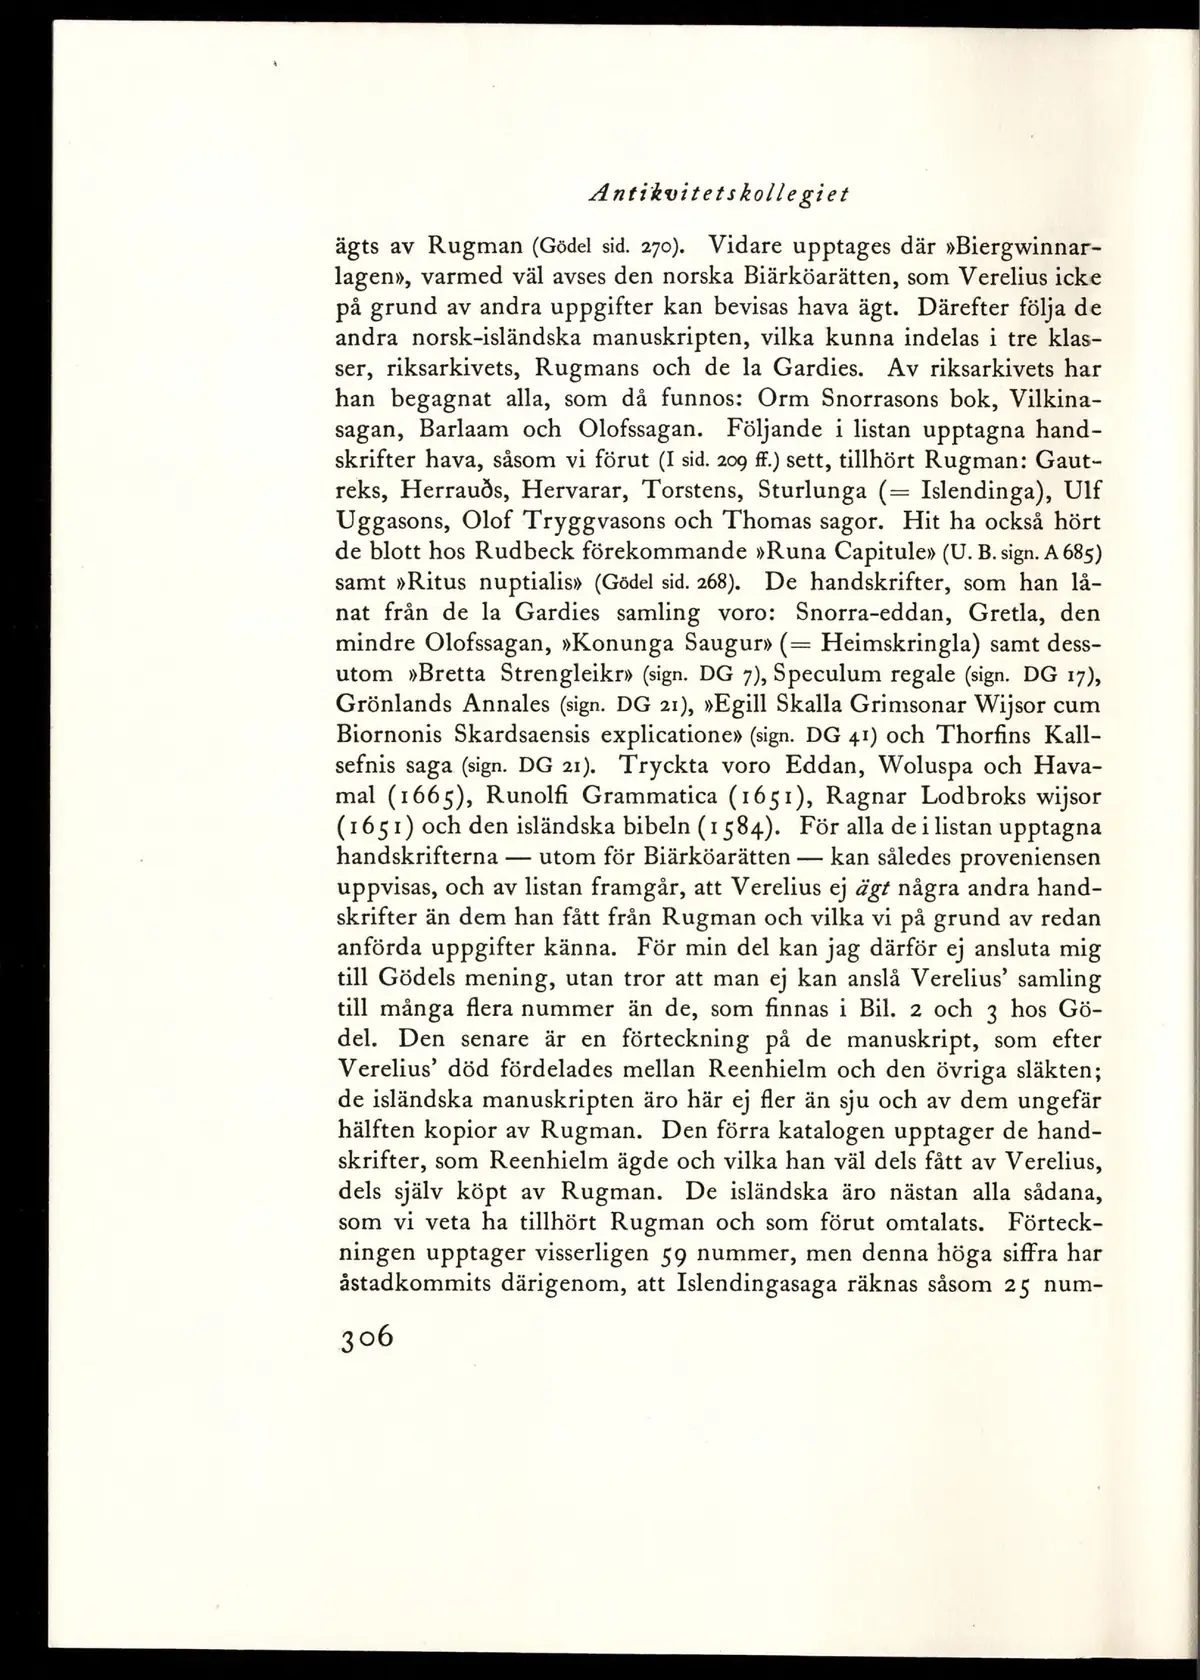 Antikvitetskollegiet
ägts av Rugman (Gödel sid. 270). Vidare upptages där »Biergwinnar-
lagen», varmed väl avses den norska Biärköarätten, som Verelius icke
på grund av andra uppgifter kan bevisas hava ägt. Därefter följa de
andra norsk-isländska manuskripten, vilka kunna indelas i tre klas-
ser, riksarkivets, Rugmans och de la Gardies. Av riksarkivets har
han begagnat alla, som då funnos: Orm Snorrasons bok, Vilkina-
sagan, Barlaam och Olofssagan. Följande i listan upptagna hand-
skrifter hava, såsom vi förut (I sid. 209 ff.) sett, tillhört Rugman: Gaut-
reks, Herrauðs, Hervarar, Torstens, Sturlunga (= Islendinga), Ulf
Uggasons, Olof Tryggvasons och Thomas sagor. Hit ha också hört
de blott hos Rudbeck förekommande »Runa Capitule» (U. B. sign. A 685)
samt »Ritus nuptialis» (Gödel sid. 268). De handskrifter, som han lå-
nat från de la Gardies samling voro: Snorra-eddan, Gretla, den
mindre Olofssagan, »Konunga Saugur» (= Heimskringla) samt dess-
utom »Bretta Strengleikr» (sign. DG 7), Speculum regale (sign. DG 17),
Grönlands Annales (sign. DG 21), »Egill Skalla Grimsonar Wijsor cum
Biornonis Skardsaensis explicatione» (sign. DG 41) och Thorfins Kall-
sefnis saga (sign. DG 21). Tryckta voro Eddan, Woluspa och Hava-
mal (1665), Runolfi Grammatica (1651), Ragnar Lodbroks wijsor
(1651) och den isländska bibeln (1584). För alla de i listan upptagna
handskrifterna — utom för Biärköarätten — kan således proveniensen
uppvisas, och av listan framgår, att Verelius ej ägt några andra hand-
skrifter än dem han fått från Rugman och vilka vi på grund av redan
anförda uppgifter känna. För min del kan jag därför ej ansluta mig
till Gödels mening, utan tror att man ej kan anslå Verelius’ samling
till många flera nummer än de, som finnas i Bil. 2 och 3 hos Gö-
del. Den senare är en förteckning på de manuskript, som efter
Verelius’ död fördelades mellan Reenhielm och den övriga släkten;
de isländska manuskripten äro här ej fler än sju och av dem ungefär
hälften kopior av Rugman. Den förra katalogen upptager de hand-
skrifter, som Reenhielm ägde och vilka han väl dels fått av Verelius,
dels själv köpt av Rugman. De isländska äro nästan alla sådana,
som vi veta ha tillhört Rugman och som förut omtalats. Förteck-
ningen upptager visserligen 59 nummer, men denna höga siffra har
åstadkommits därigenom, att Islendingasaga räknas såsom 25 num-
306